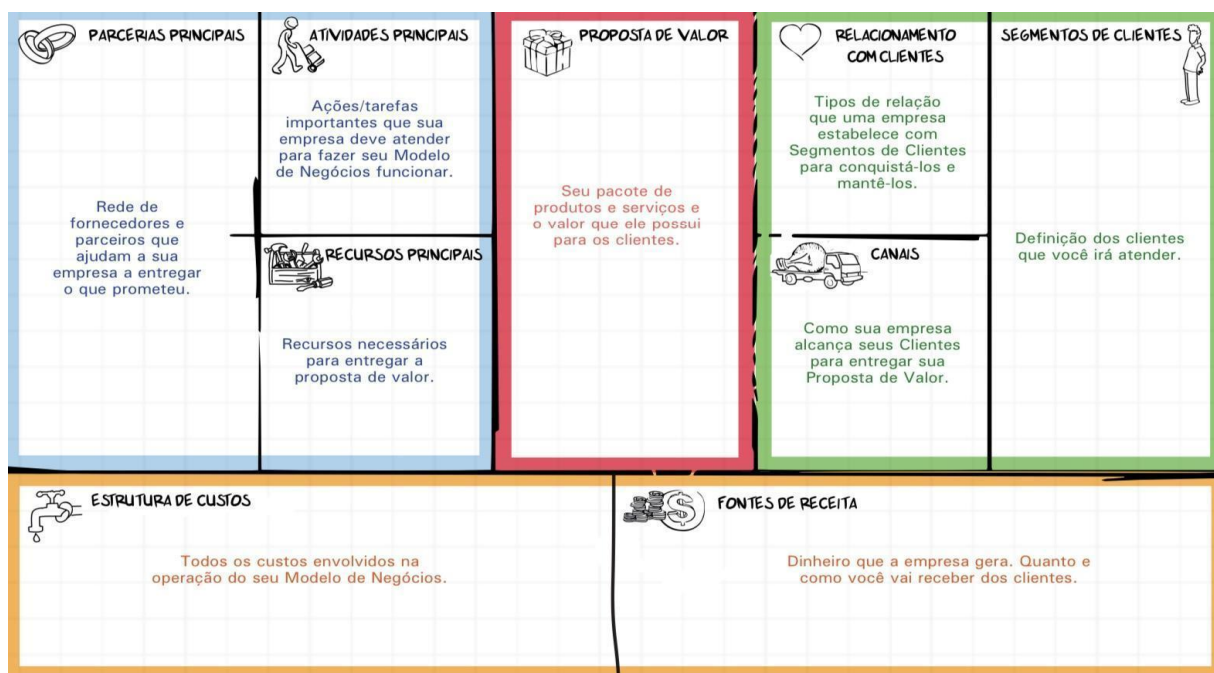 PARCERIAS PRINCIPAIS
Rede de
fornecedores e
parceiros que
ajudam a sua
empresa a entregar
o que prometeu.
ATIVIDADES PRINCIPAIS
Ações/tarefas
importantes que sua
empresa deve atender
para fazer seu Modelo
de Negócios funcionar.
RECURSOS PRINCIPAIS
Recursos necessários
para entregar a
proposta de valor.
PROPOSTA DE VALOR
Seu pacote de
produtos e serviços e
o valor que ele possui
para os clientes.
RELACIONAMENTO
COM CLIENTES
Tipos de relação
que uma empresa
estabelece com
Segmentos de Clientes
para conquistá-los e
mantê-los.
CANAIS
Como sua empresa
alcança seus Clientes
para entregar sua
Proposta de Valor.
SEGMENTOS DE CLIENTES
Definição dos clientes
que você irá atender.
ESTRUTURA DE CUSTOS
Todos os custos envolvidos na
operação do seu Modelo de Negócios.
FONTES DE RECEITA
Dinheiro que a empresa gera. Quanto e
como você vai receber dos clientes.